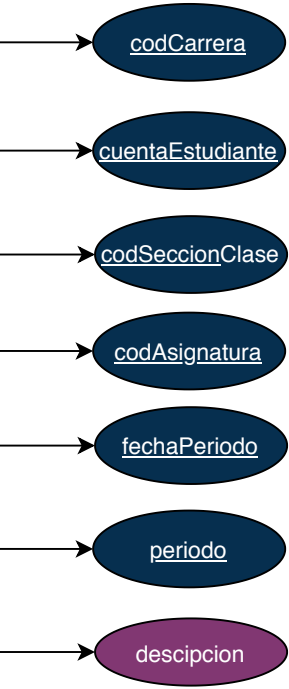 codCarrera
cuentaEstudiante
codSeccionClase
codAsignatura
fechaPeriodo
periodo
descipcion